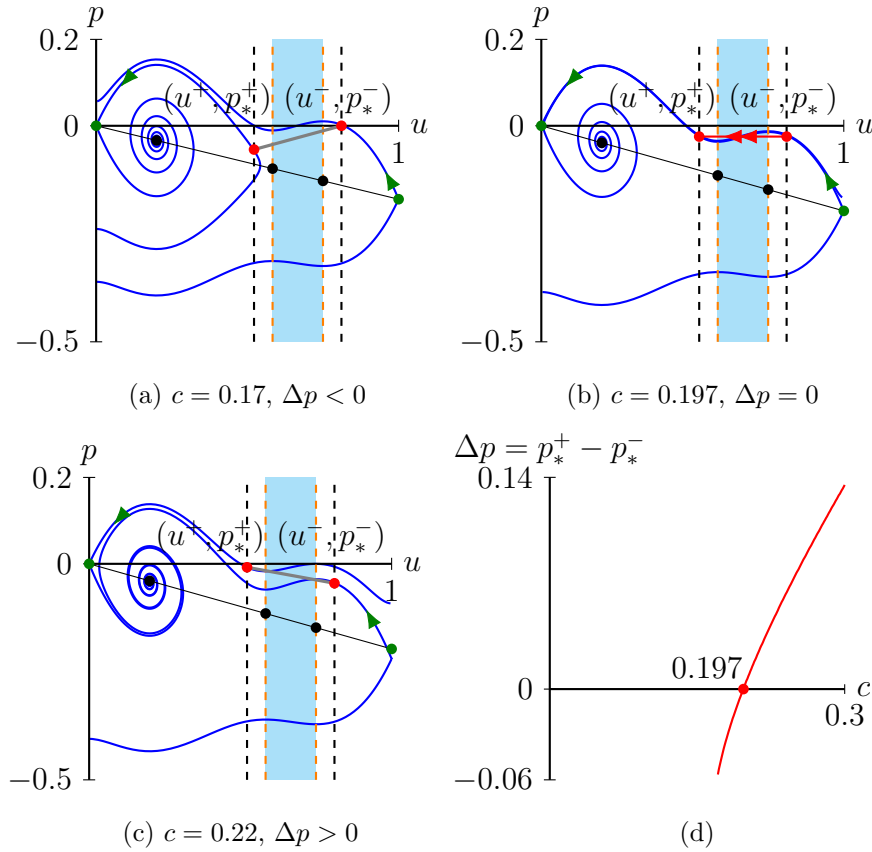 p
0.2
(u⁺, p₊*) (u⁻, p₋*)
0
u
1
−0.5
(a) c = 0.17, Δp < 0
p
0.2
(u⁺, p₊*) (u⁻, p₋*)
0
u
1
−0.5
(b) c = 0.197, Δp = 0
p
0.2
(u⁺, p₊*) (u⁻, p₋*)
0
u
1
−0.5
(c) c = 0.22, Δp > 0
Δp = p₊* − p₋*
0.14
0.197
0
c
0.3
−0.06
(d)